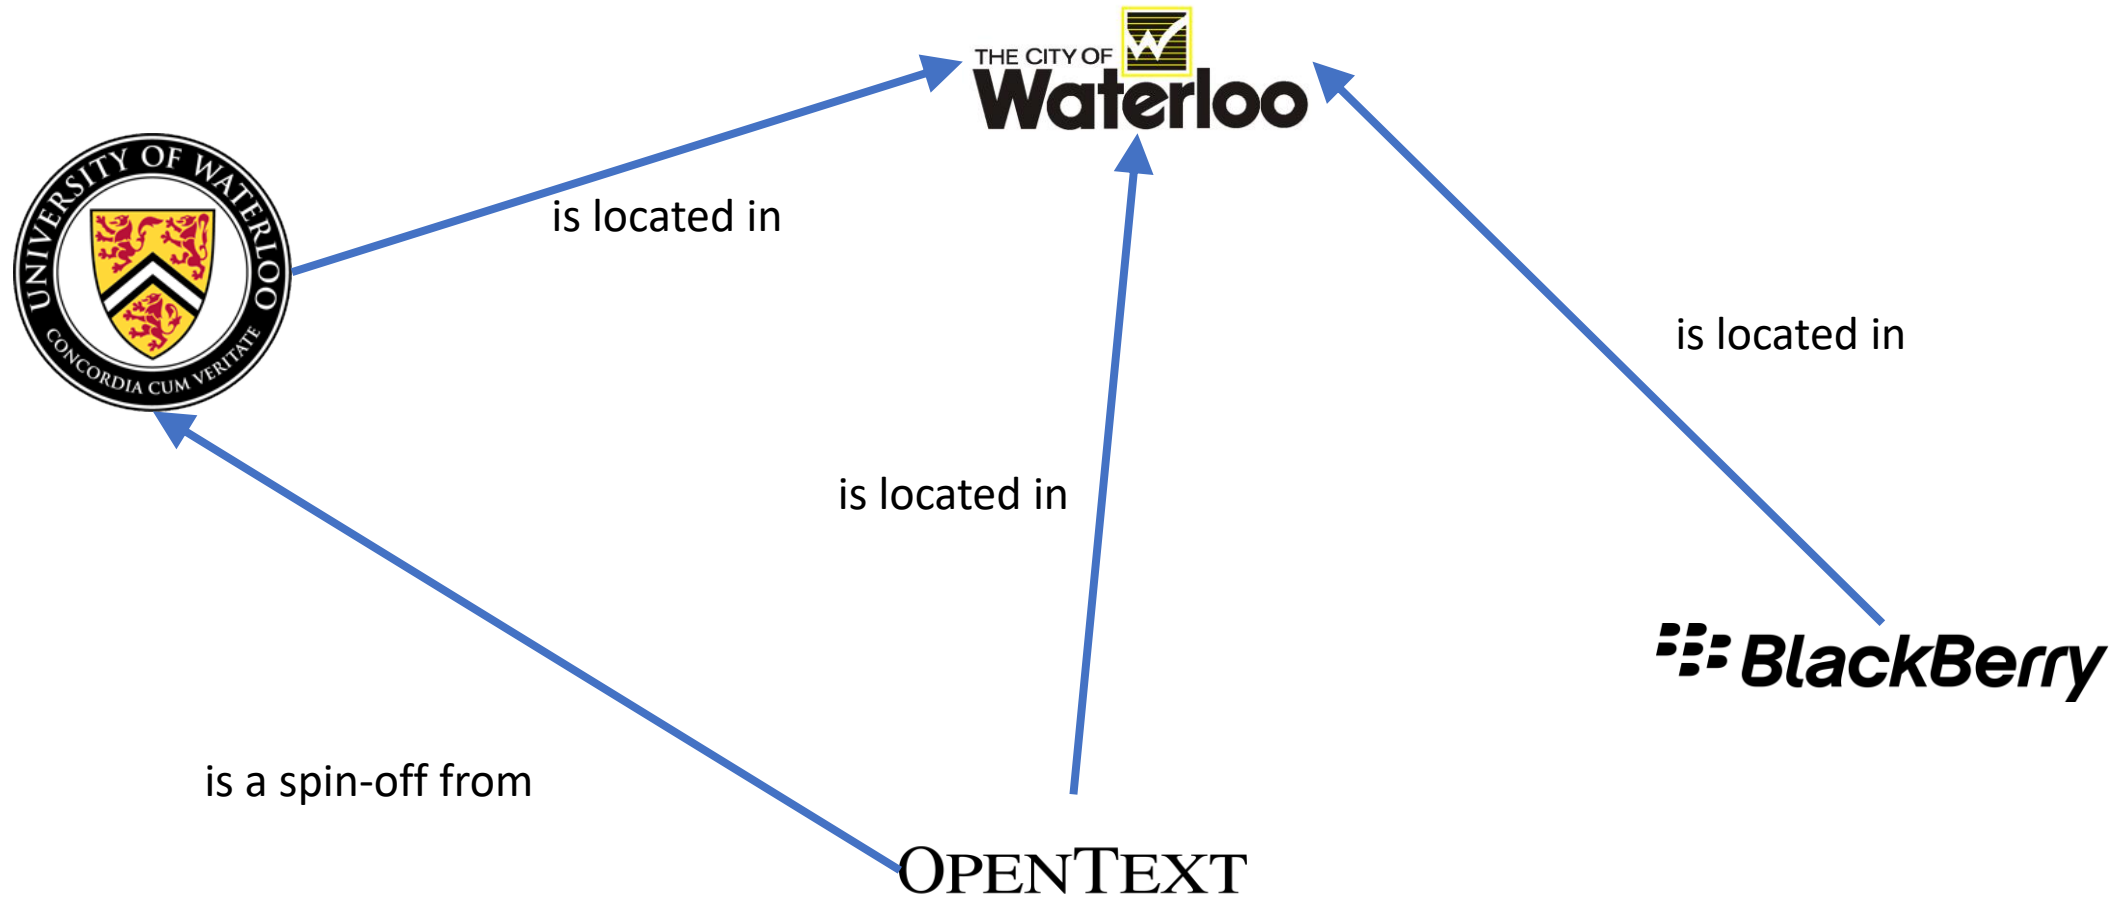 THE CITY OF
Waterloo
UNIVERSITY OF WATERLOO
CONCORDIA CUM VERITATE
is located in
is located in
is located in
BlackBerry
is a spin-off from
OPENTEXT